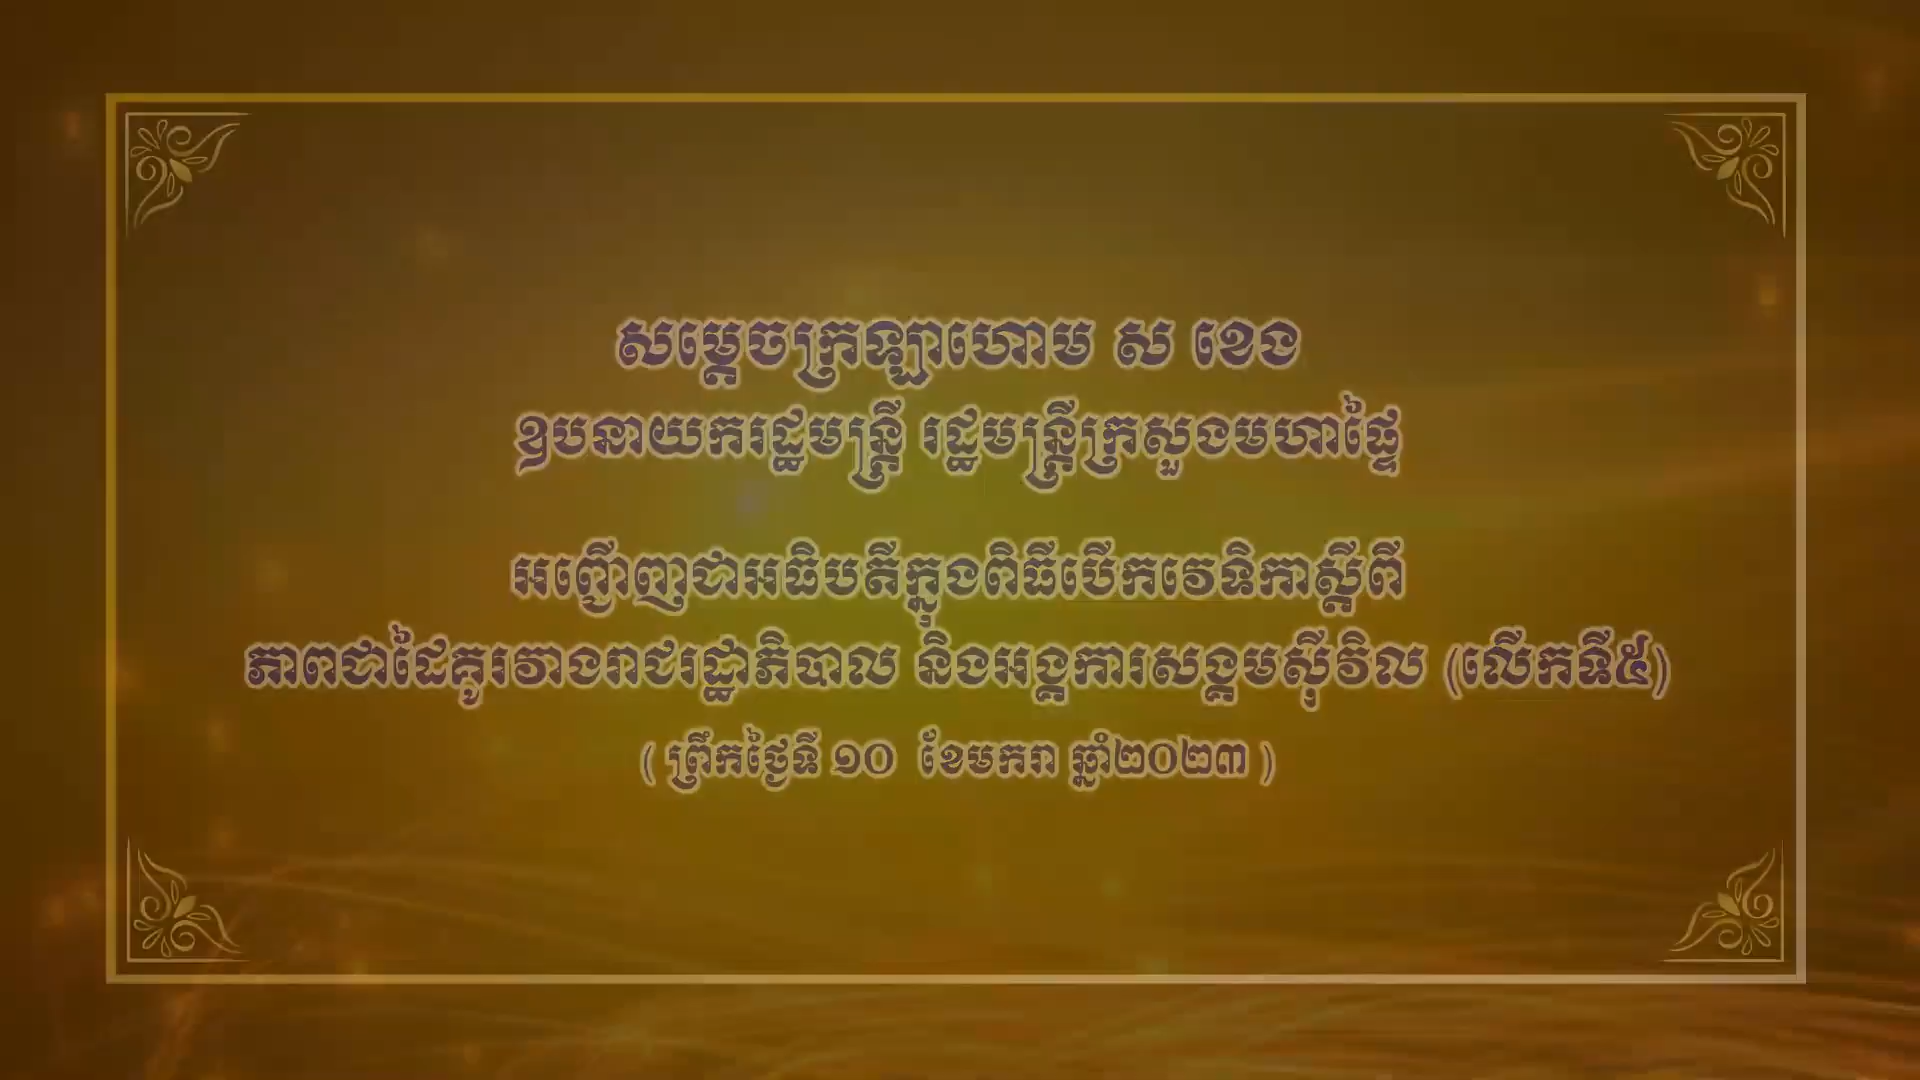 សម្ដេចក្រឡាហោម ស ខេង
ឧបនាយករដ្ឋមន្ត្រី រដ្ឋមន្ត្រីក្រសួងមហាផ្ទៃ
អញ្ជើញជាអធិបតីក្នុងពិធីបើកវេទិកាស្ដីពី
ភាពជាដៃគូរវាងរាជរដ្ឋាភិបាល និងអង្គការសង្គមស៊ីវិល (លើកទី៥)
( ព្រឹកថ្ងៃទី ១០ ខែមករា ឆ្នាំ២០២៣ )